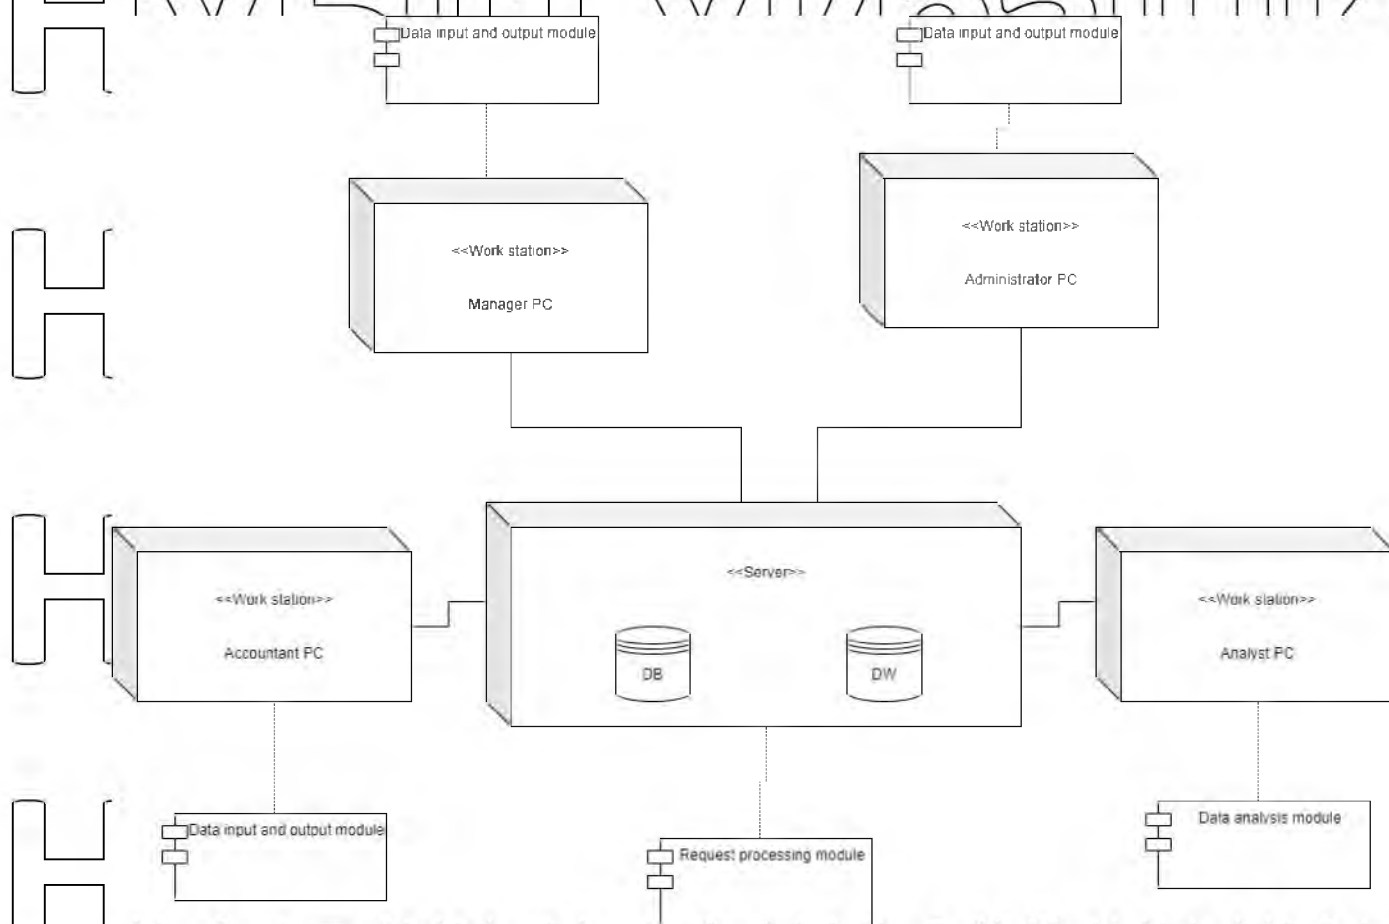 Data input and output module
Data input and output module
<<Work station>>
Manager PC
<<Work station>>
Administrator PC
<<Server>>
DB
DW
<<Work station>>
Accountant PC
<<Work station>>
Analyst PC
Data input and output module
Request processing module
Data analysis module